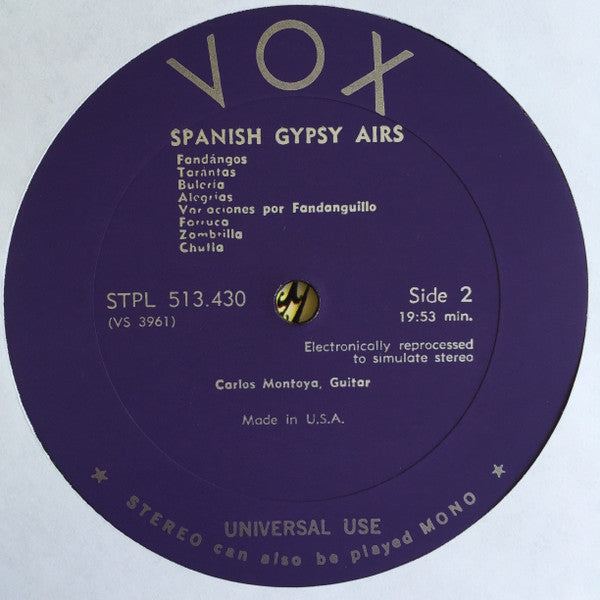 VOX
SPANISH GYPSY AIRS
Fandángos
Tarántas
Bulería
Alegrías
Variaciones por Fandanguillo
Farruca
Zambrilla
Chufla
STPL 513.430
(VS 3961)
Side 2
19:53 min.
Electronically reprocessed
to simulate stereo
Carlos Montoya, Guitar
Made in U.S.A.
UNIVERSAL USE
★ STEREO can also be played MONO ★